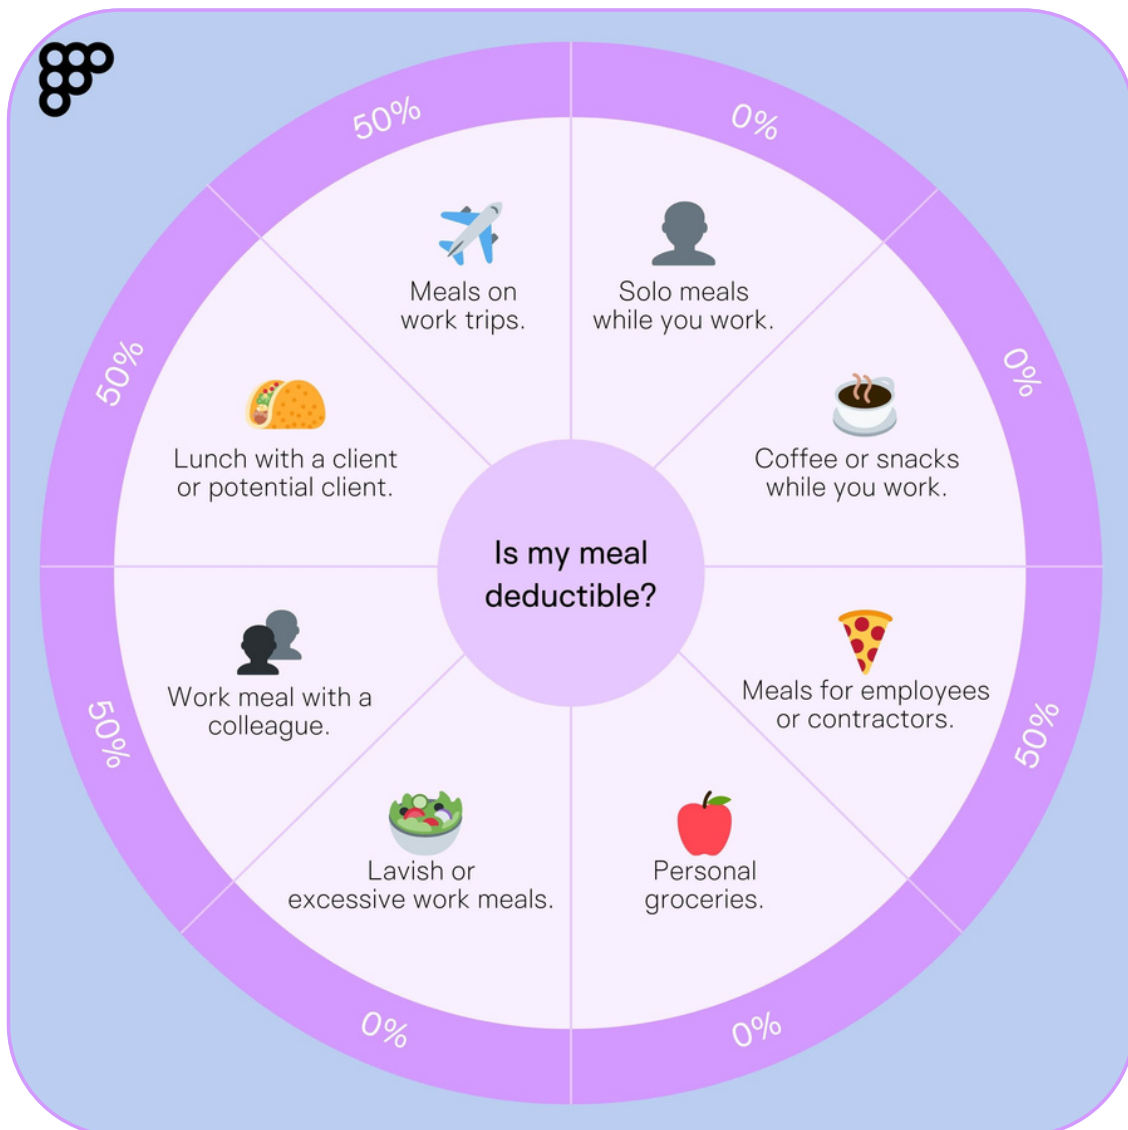 50%
0%
Meals on
work trips.
Solo meals
while you work.
50%
0%
Lunch with a client
or potential client.
Coffee or snacks
while you work.
Is my meal
deductible?
Work meal with a
colleague.
Meals for employees
or contractors.
50%
50%
Lavish or
excessive work meals.
Personal
groceries.
0%
0%